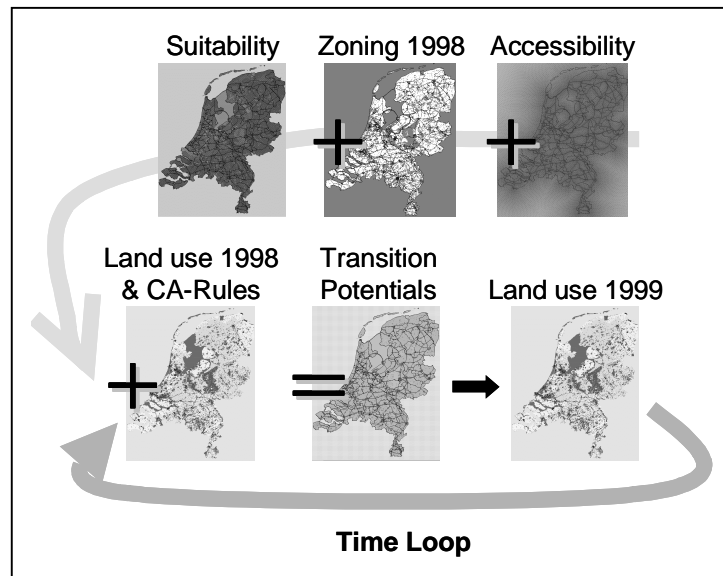 Suitability Zoning 1998 Accessibility
Land use 1998
& CA-Rules
Transition
Potentials
Land use 1999
Time Loop